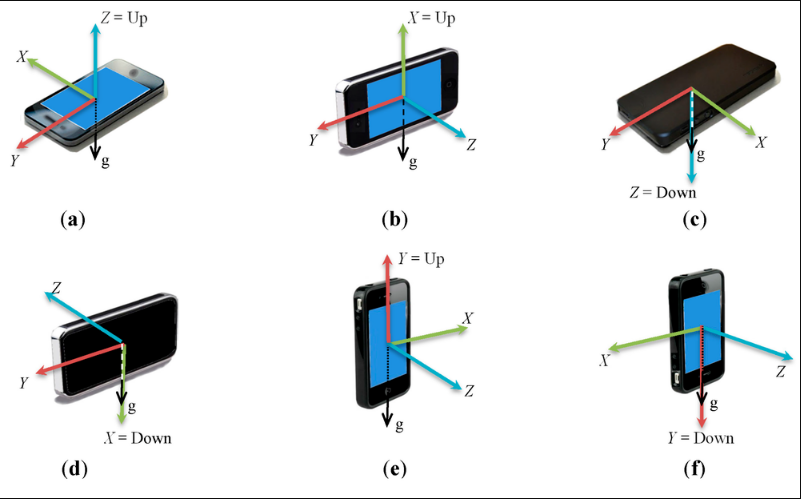 Z = Up
X
Y
g
(a)
X = Up
Y
Z
g
(b)
Y
X
g
Z = Down
(c)
Z
Y
g
X = Down
(d)
Y = Up
X
Z
g
(e)
X
Z
g
Y = Down
(f)